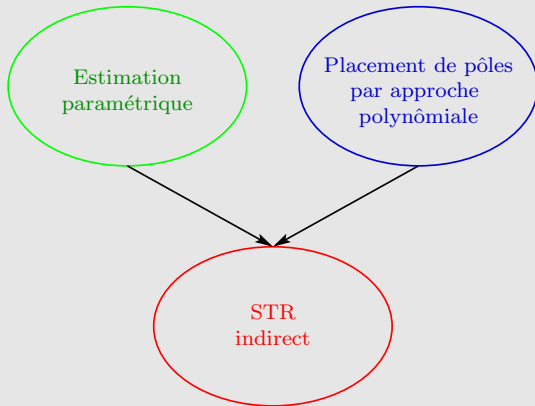 Estimation
paramétrique
Placement de pôles
par approche
polynômiale
STR
indirect